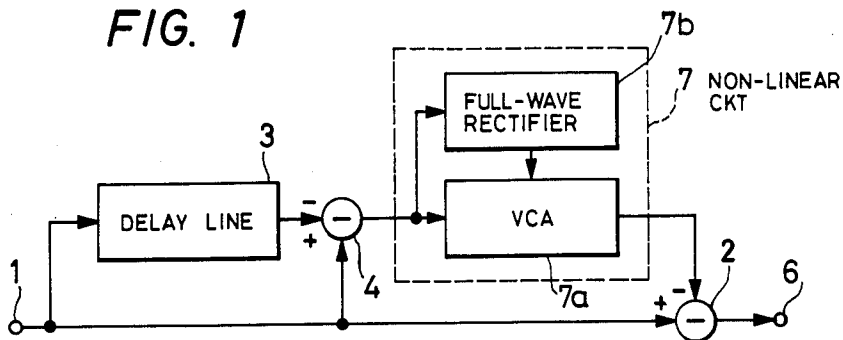 FIG. 1
7b
7 NON-LINEAR
CKT
FULL-WAVE
RECTIFIER
3
DELAY LINE
-
+
-
4
VCA
7a
1
2
-
+
-
6